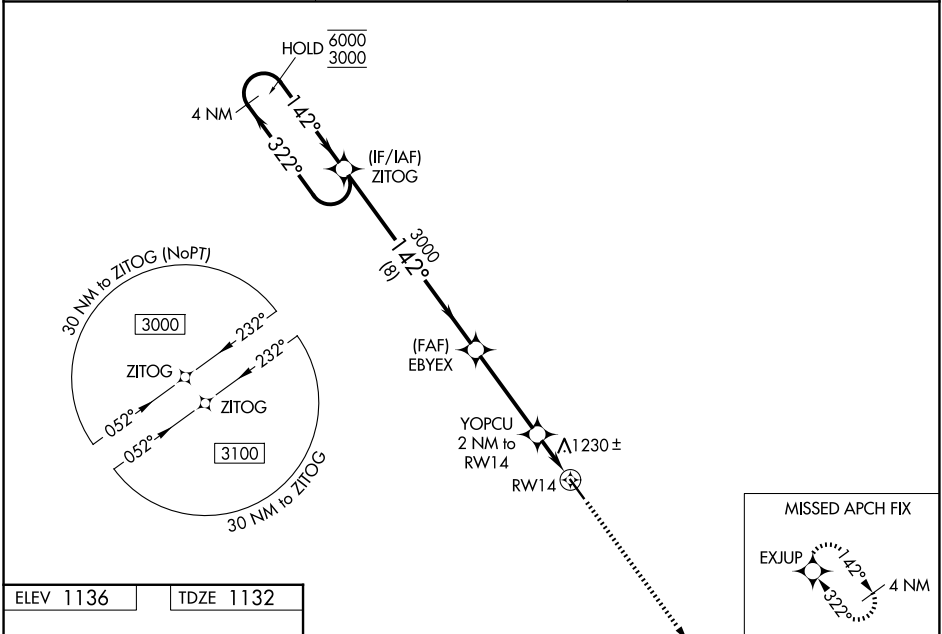 HOLD 6000
3000
4 NM
142°
322°
(IF/IAF)
ZITOG
3000
142°
(8)
30 NM to ZITOG (NoPT)
3000
232°
ZITOG
232°
052°
ZITOG
052°
3100
30 NM to ZITOG
(FAF)
EBYEX
YOPCU
2 NM to
RW14
1230 ±
RW14
MISSED APCH FIX
EXJUP
142°
4 NM
322°
ELEV 1136
TDZE 1132